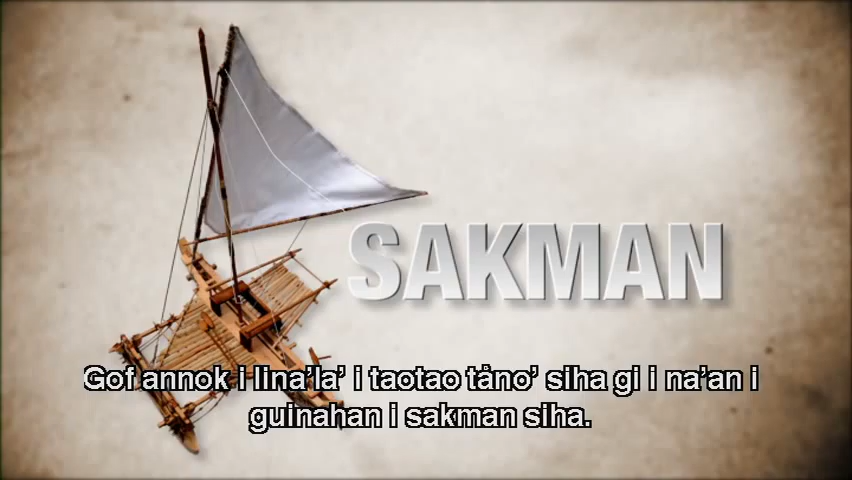 SAKMAN
Gof annok i lina’la’ i taotao tåno’ siha gi i na’an i
guinahan i sakman siha.